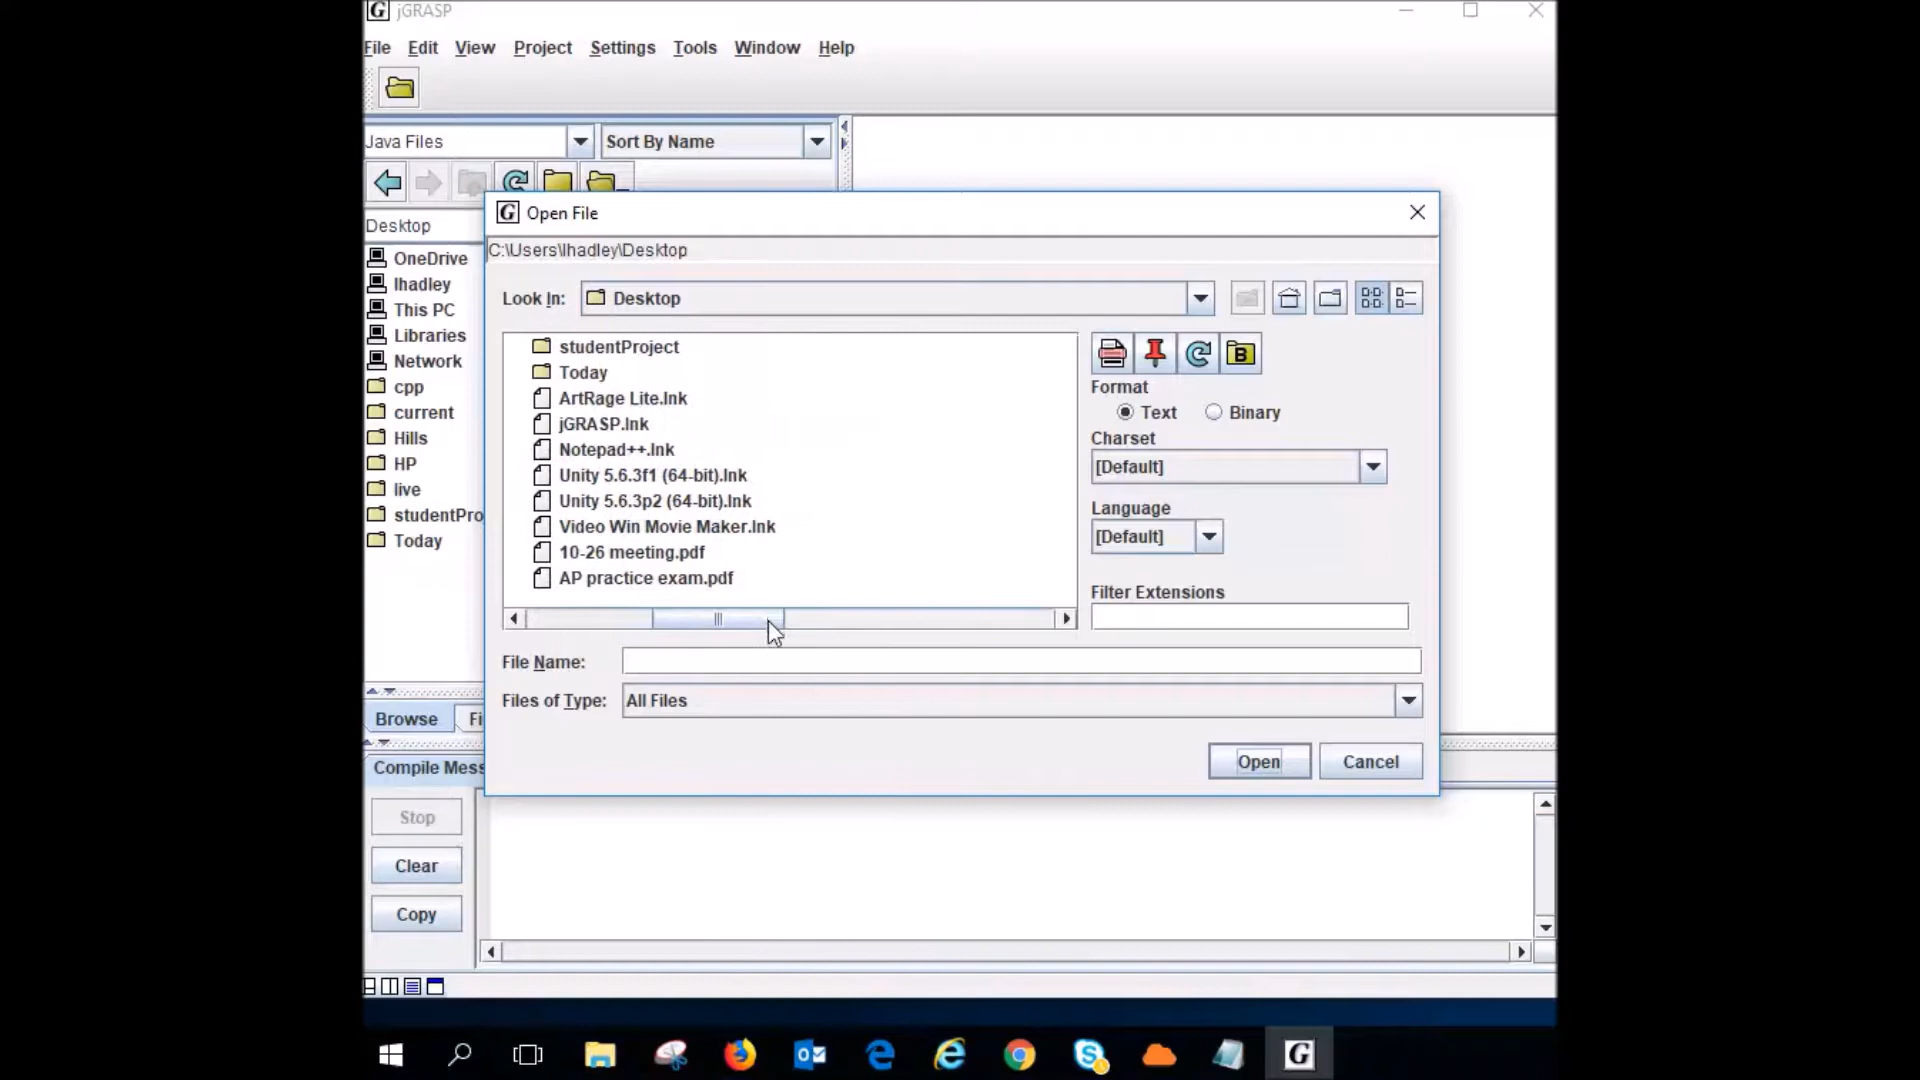 jGRASP
File Edit View Project Settings Tools Window Help
Java Files Sort By Name
Desktop
OneDrive
lhadley
This PC
Libraries
Network
cpp
current
Hills
HP
live
studentPro
Today
Browse Fi
Compile Mess
Stop
Clear
Copy
Open File
C:\Users\lhadley\Desktop
Look In: Desktop
studentProject
Today
ArtRage Lite.lnk
jGRASP.lnk
Notepad++.lnk
Unity 5.6.3f1 (64-bit).lnk
Unity 5.6.3p2 (64-bit).lnk
Video Win Movie Maker.lnk
10-26 meeting.pdf
AP practice exam.pdf
B
Format
Text Binary
Charset
[Default]
Language
[Default]
Filter Extensions
File Name:
Files of Type: All Files
Open Cancel